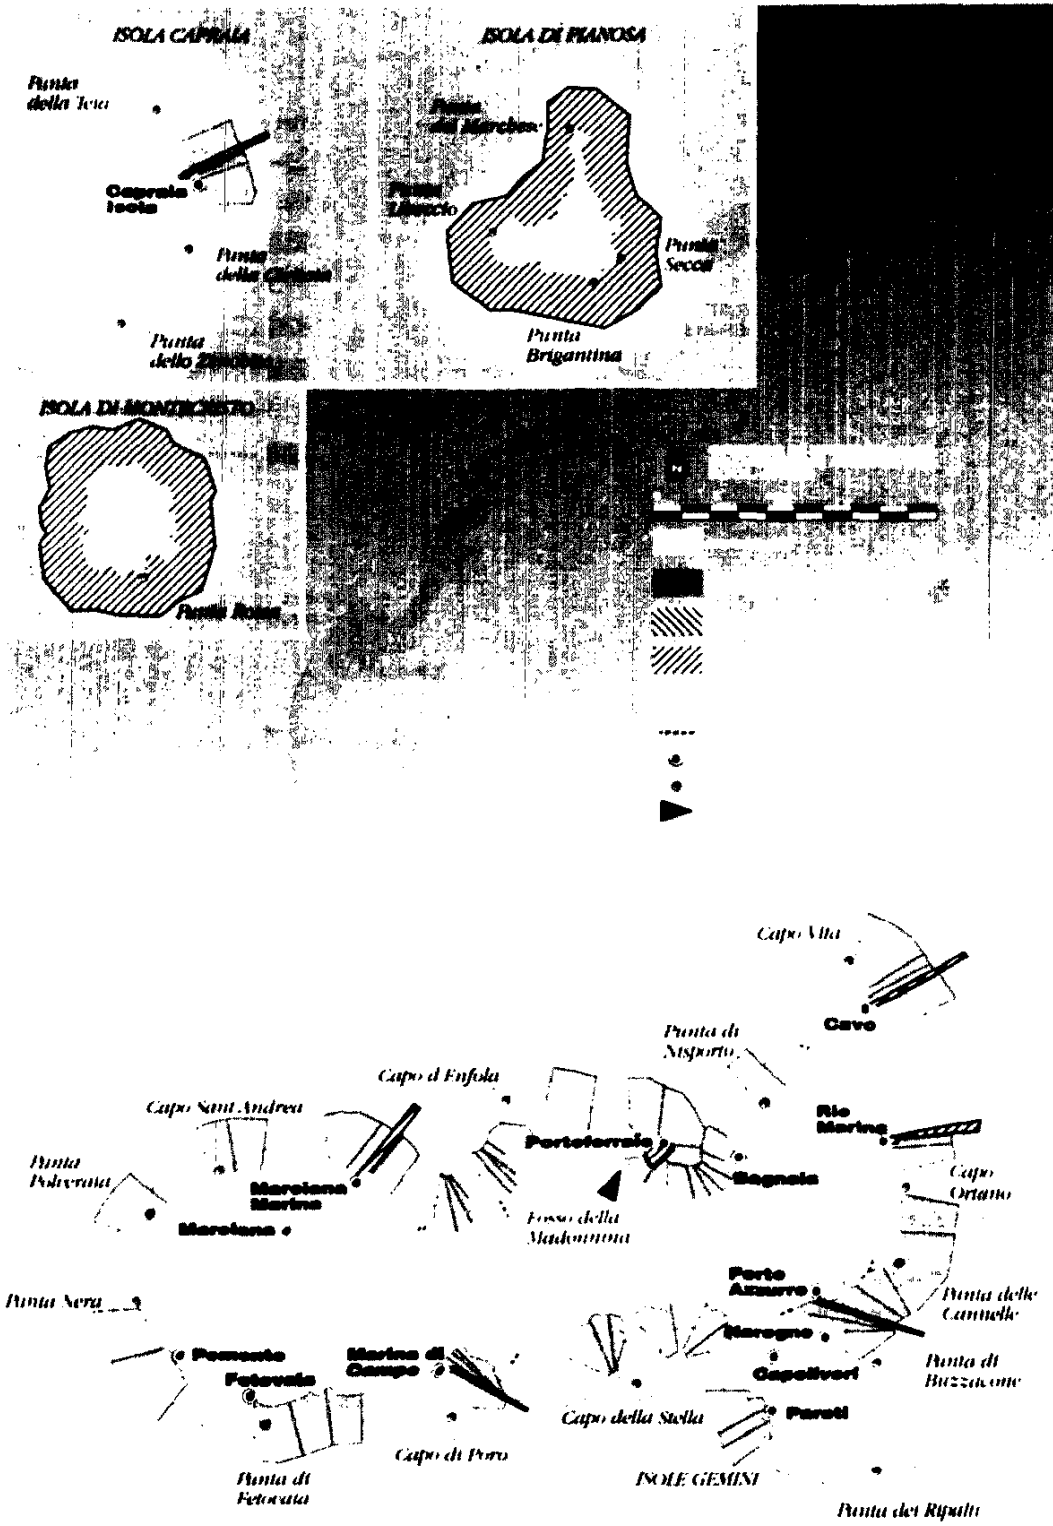 ISOLA CAPRAIA
ISOLA DI PIANOSA
Punta
della Teia
Punta
del Marchese
Capraia
Isola
Punta
Libeccio
Punta
della
Punta
Secca
Punta
dello
Punta
Brigantina
ISOLA DI MONTECRISTO
N
Punta Rossa
Capo Vita
Cavo
Punta di
Nisporto
Capo d Enfola
Capo Sant Andrea
Rio
Marina
Portoferraio
Punta
Polveraia
Marciana
Marina
Bagnaia
Capo
Ortano
Marciana
Fosso della
Madonnina
Porto
Azzurro
Punta delle
Cannelle
Punta Nera
Pomonte
Marina di
Campo
Fetovaia
Capoliveri
Punta di
Buzzacone
Capo della Stella
Pareti
Capo di Poro
Punta di
Fetovaia
ISOLE GEMINI
Punta dei Ripalti